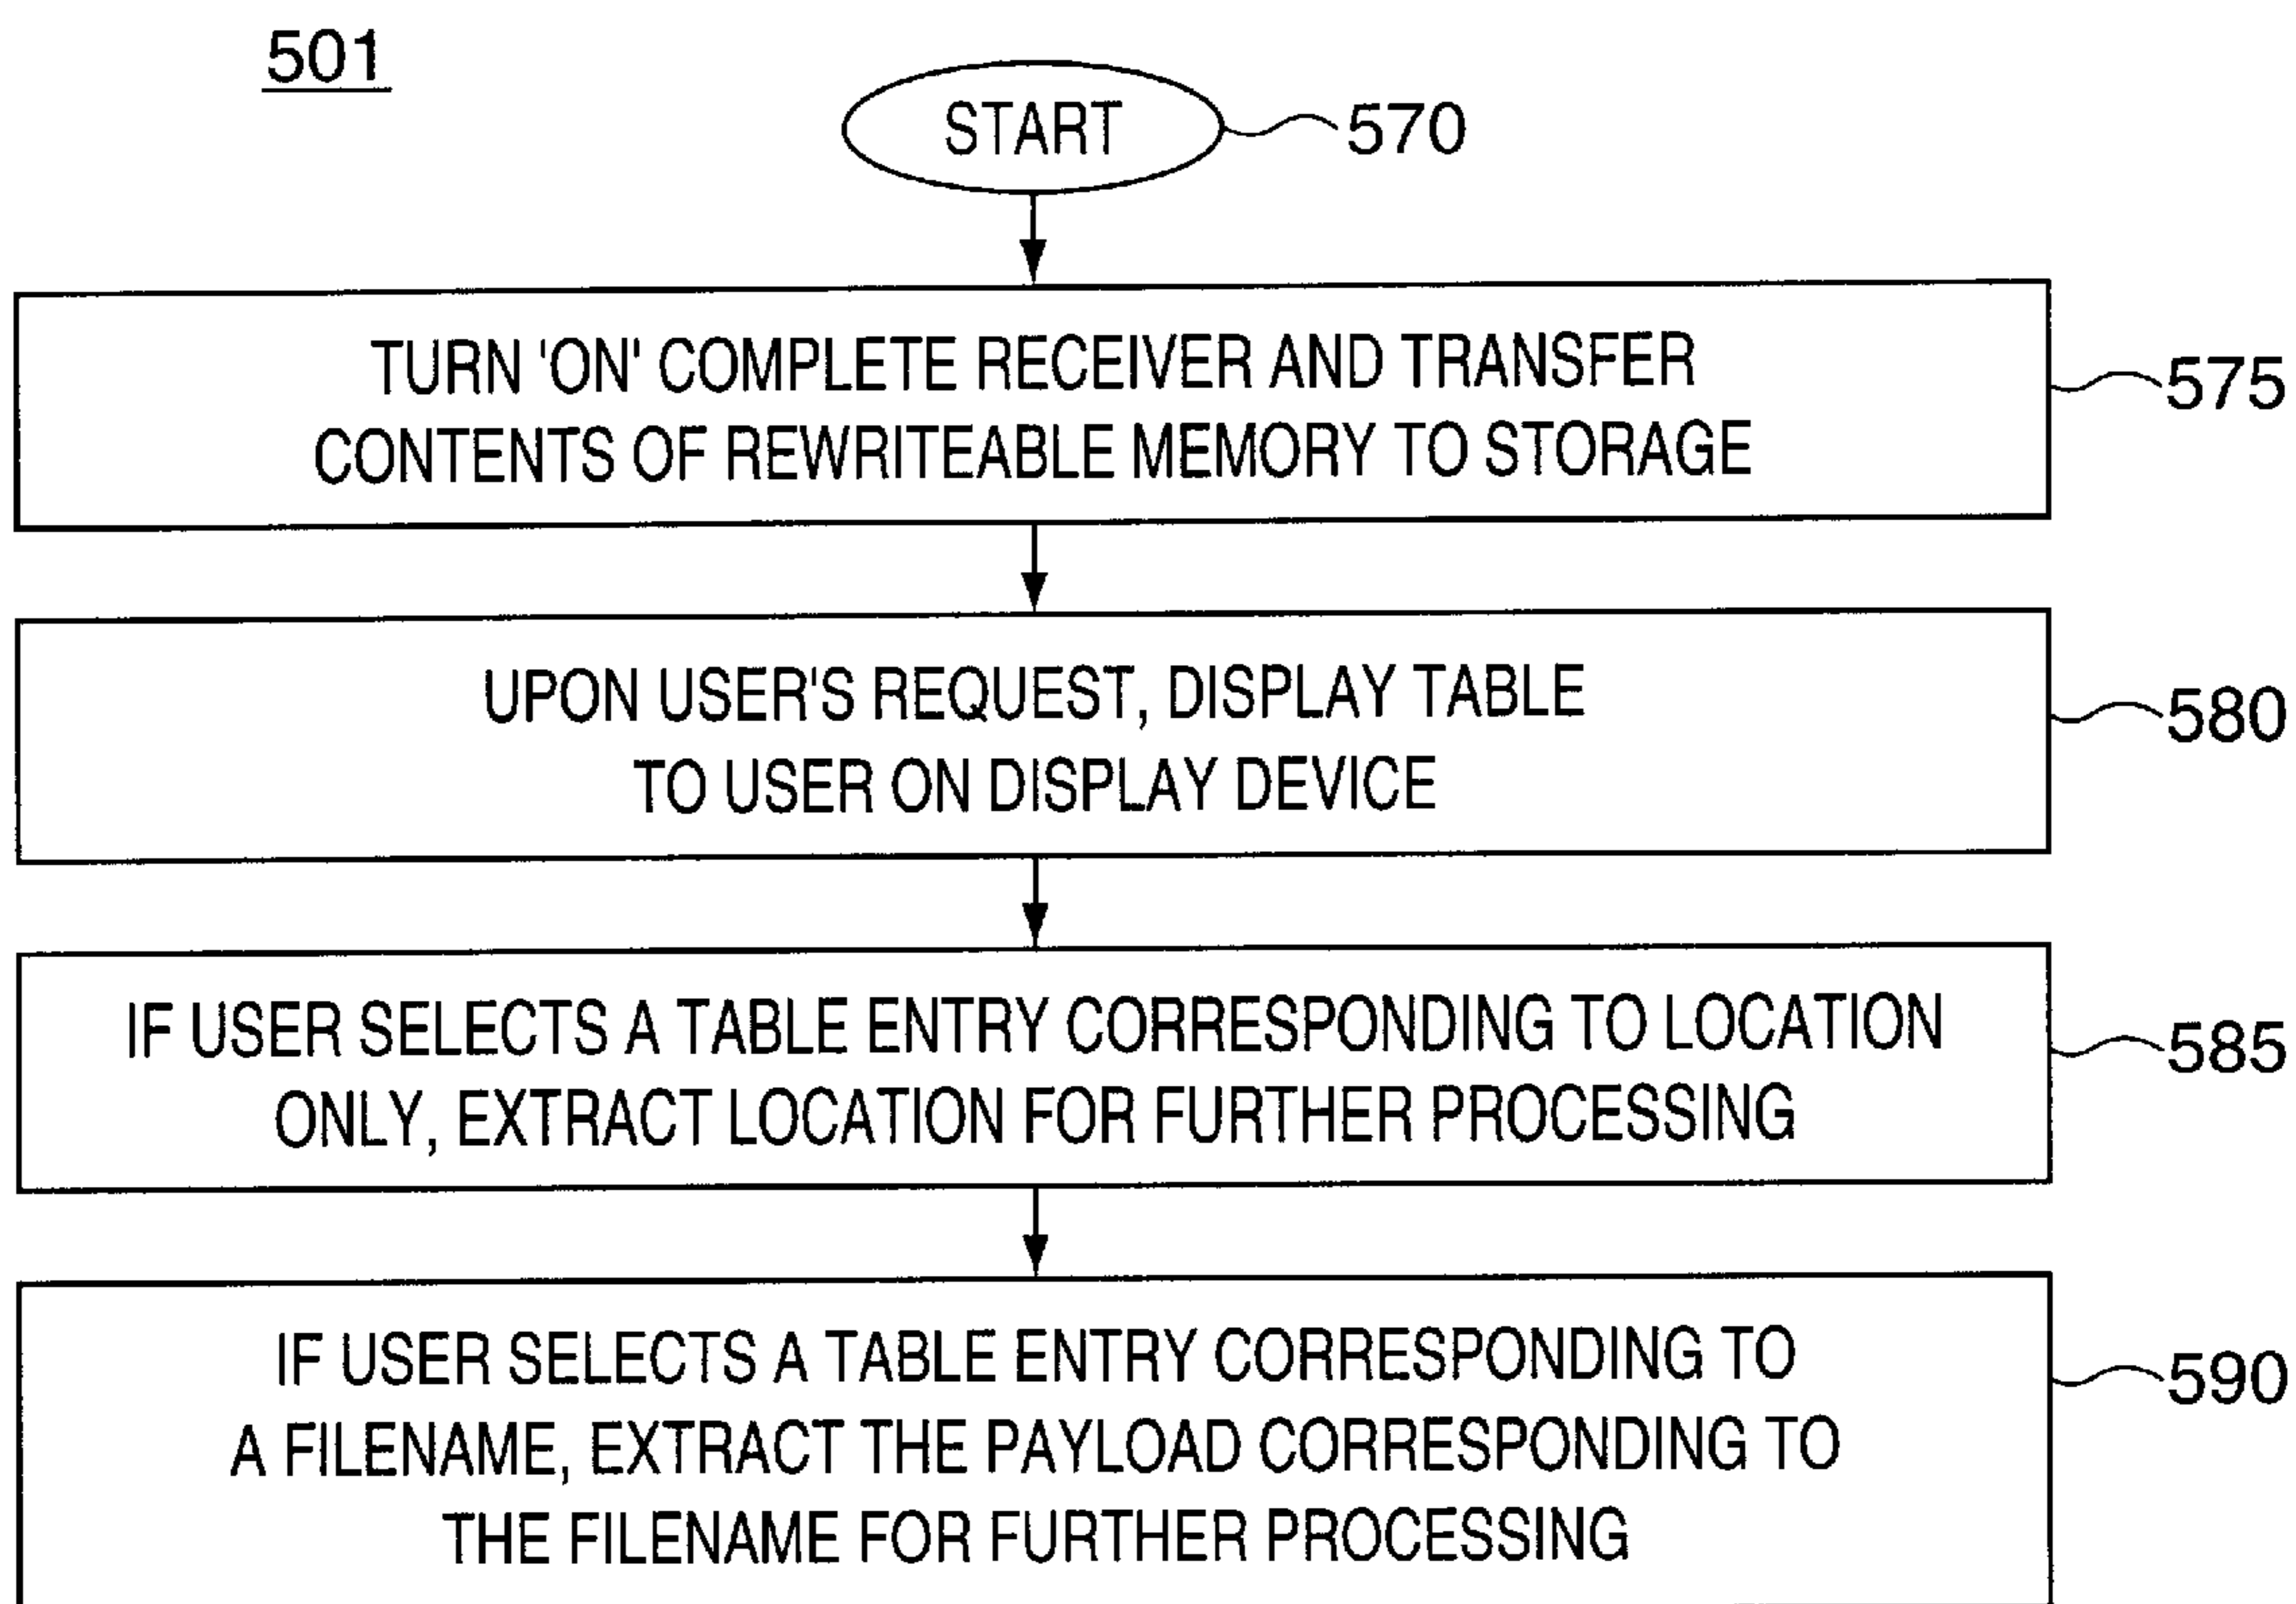 501
START
570
TURN 'ON' COMPLETE RECEIVER AND TRANSFER
CONTENTS OF REWRITEABLE MEMORY TO STORAGE
575
UPON USER'S REQUEST, DISPLAY TABLE
TO USER ON DISPLAY DEVICE
580
IF USER SELECTS A TABLE ENTRY CORRESPONDING TO LOCATION
ONLY, EXTRACT LOCATION FOR FURTHER PROCESSING
585
IF USER SELECTS A TABLE ENTRY CORRESPONDING TO
A FILENAME, EXTRACT THE PAYLOAD CORRESPONDING TO
THE FILENAME FOR FURTHER PROCESSING
590